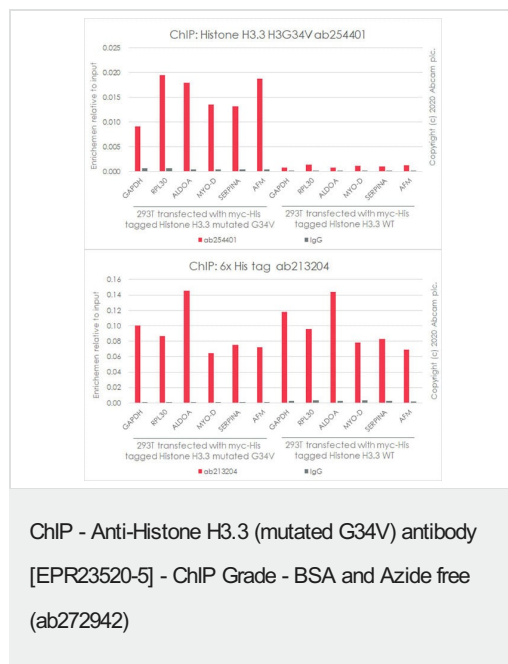 ChIP: Histone H3.3 H3G34V ab254401
Enrichemen relative to input
0.025
0.020
0.015
0.010
0.005
0.000
GAPDH
RPL30
ALDOA
MYO-D
SERPINA
AFM
GAPDH
RPL30
ALDOA
MYO-D
SERPINA
AFM
293T transfected with myc-His
tagged Histone H3.3 mutated G34V
293T transfected with myc-His
tagged Histone H3.3 WT
ab254401
IgG
Copyright (c) 2020 Abcam plc.
ChIP: 6x His tag ab213204
Enrichemen relative to input
0.16
0.14
0.12
0.10
0.08
0.06
0.04
0.02
0.00
GAPDH
RPL30
ALDOA
MYO-D
SERPINA
AFM
GAPDH
RPL30
ALDOA
MYO-D
SERPINA
AFM
293T transfected with myc-His
tagged Histone H3.3 mutated G34V
293T transfected with myc-His
tagged Histone H3.3 WT
ab213204
IgG
Copyright (c) 2020 Abcam plc.
ChIP - Anti-Histone H3.3 (mutated G34V) antibody
[EPR23520-5] - ChIP Grade - BSA and Azide free
(ab272942)